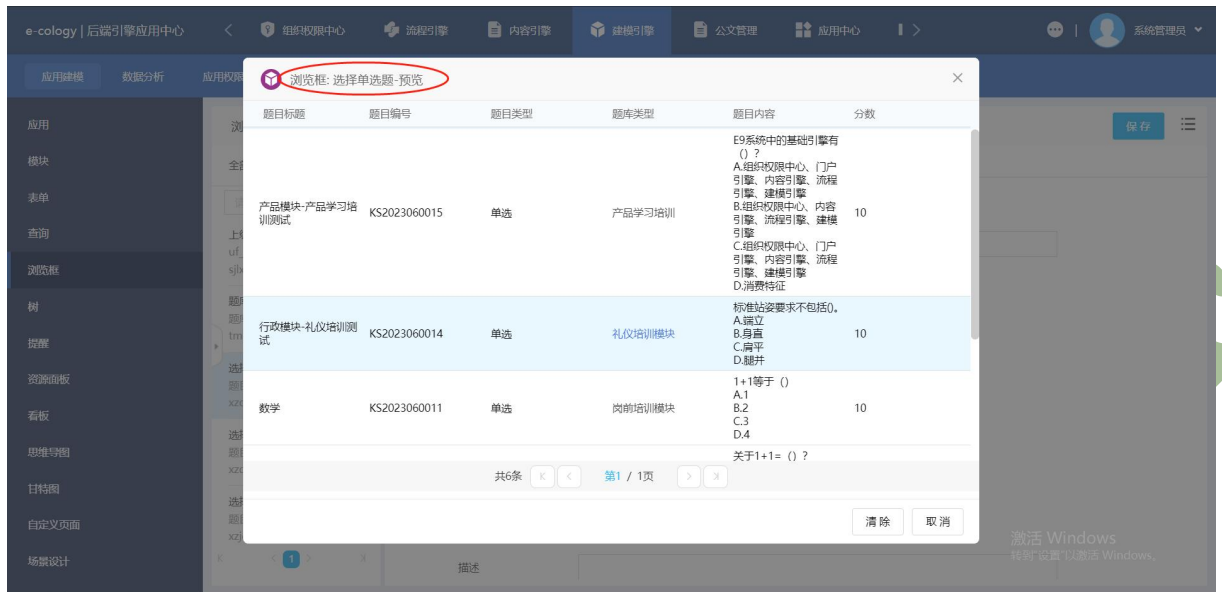 e-cology | 后端引擎应用中心
组织权限中心
流程引擎
内容引擎
建模引擎
公文管理
应用中心
系统管理员
应用建模
数据分析
应用权限
浏览框: 选择单选题-预览
应用
模块
表单
查询
浏览框
树
提醒
资源面板
看板
思维导图
甘特图
自定义页面
场景设计
保存
题目标题
题目编号
题目类型
题库类型
题目内容
分数
产品模块-产品学习培
训测试
KS2023060015
单选
产品学习培训
E9系统中的基础引擎有
（）?
A.组织权限中心、门户
引擎、内容引擎、流程
引擎、建模引擎
B.组织权限中心、内容
引擎、流程引擎、建模
引擎
C.组织权限中心、门户
引擎、内容引擎、流程
引擎、建模引擎
D.消费特征
10
行政模块-礼仪培训测
试
KS2023060014
单选
礼仪培训模块
标准站姿要求不包括()。
A.端立
B.身直
C.肩平
D.腿并
10
数学
KS2023060011
单选
岗前培训模块
1+1等于（）
A.1
B.2
C.3
D.4
10
关于1+1=（）?
共6条
第1 / 1页
清除
取消
1
描述
激活 Windows
转到"设置"以激活 Windows。